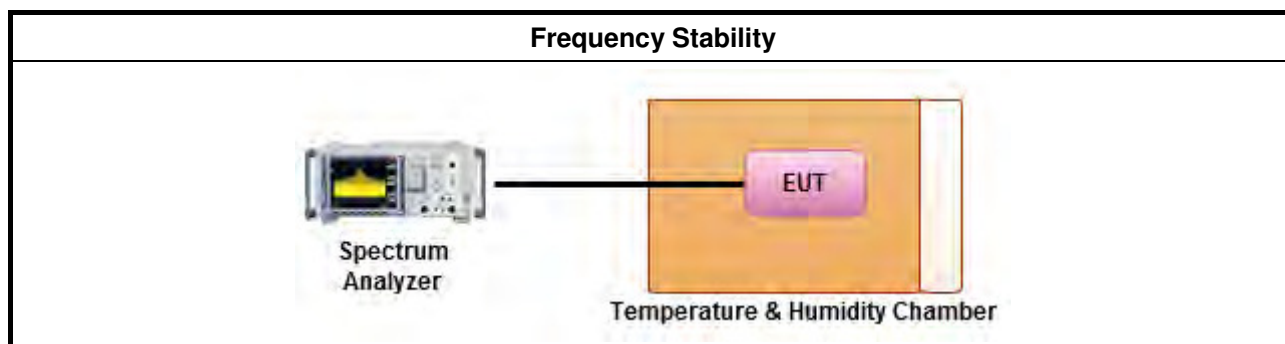 Frequency Stability
EUT
Spectrum
Analyzer
Temperature & Humidity Chamber